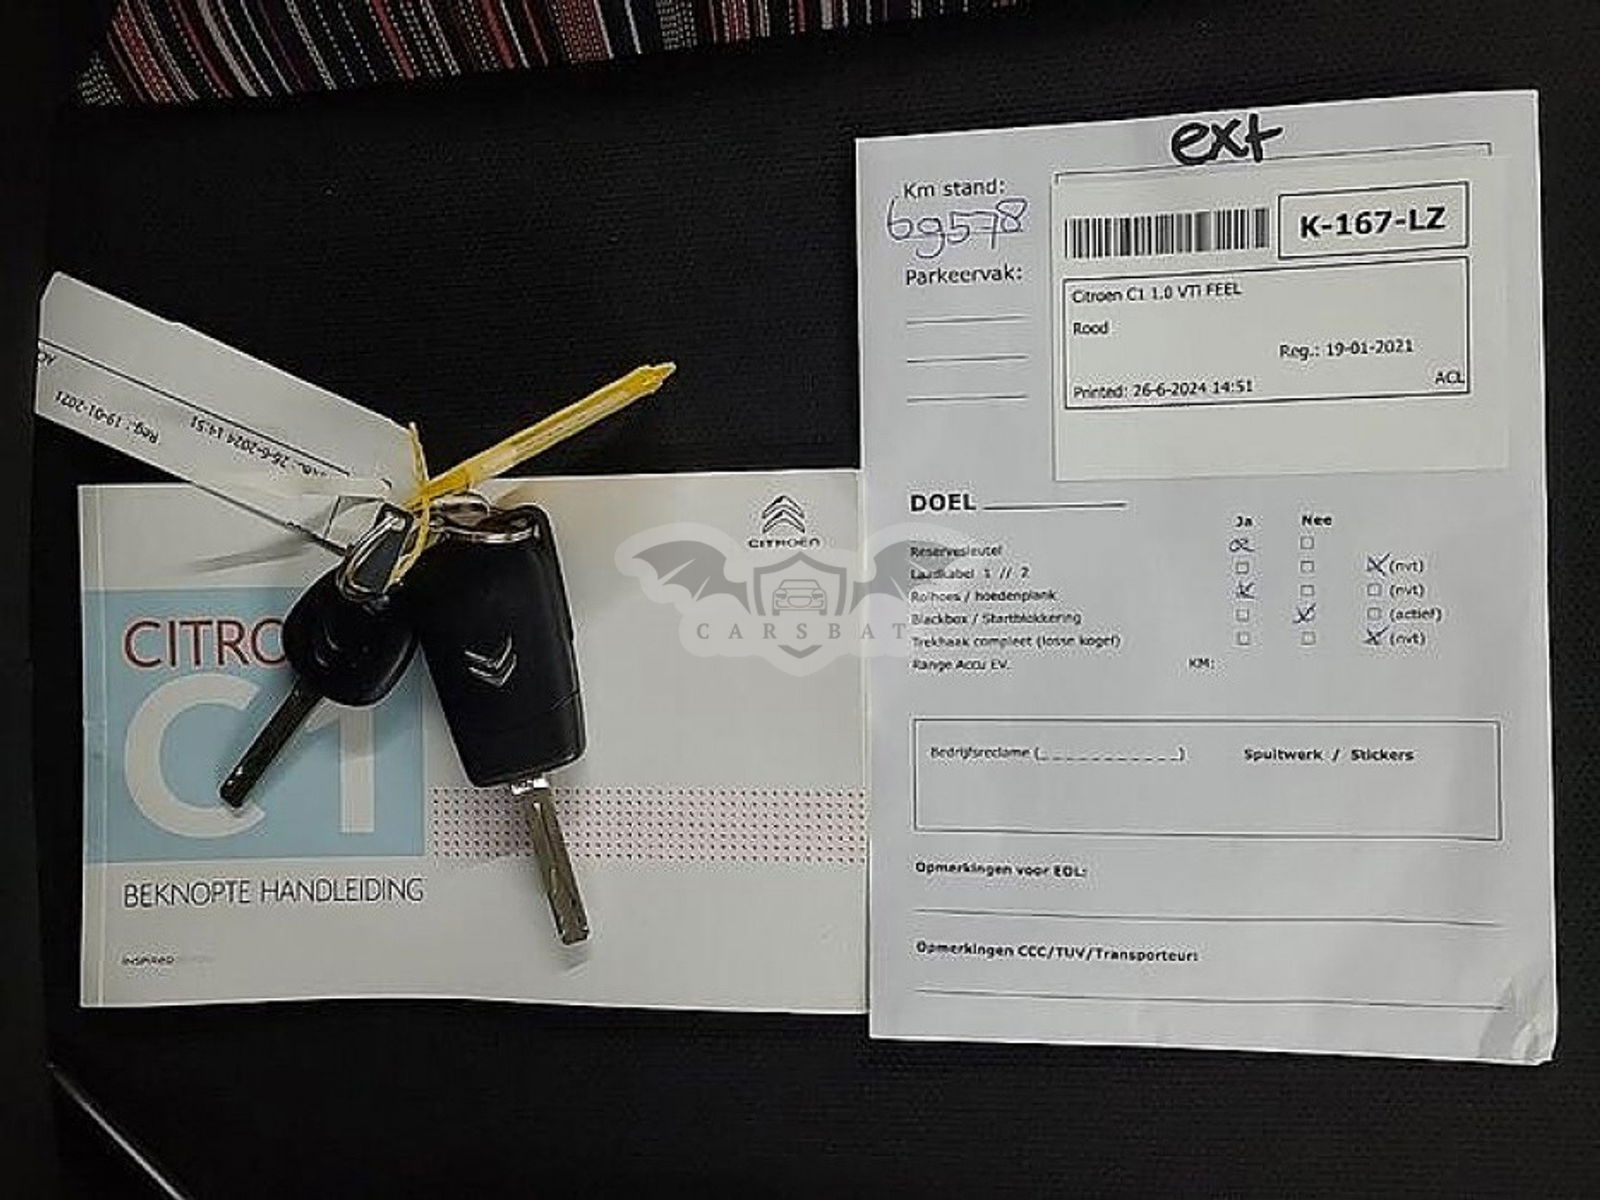 ext
Km stand:
69578
Parkeervak:
K-167-LZ
Citroen C1 1.0 VTi FEEL
Rood
Reg.: 19-01-2021
Printed: 26-6-2024 14:51
ACL
DOEL
Ja Nee
Reservesleutel
Laadkabel 1 // 2 (nvt)
Rolhoes / hoedenplank (nvt)
Blackbox / Startblokkering (actief)
Trekhaak compleet (losse kogel) (nvt)
Range Accu EV. KM:
Bedrijfsreclame (_ _ _ _ _ _ _ _ _ _ _) Spuitwerk / Stickers
Opmerkingen voor EOL:
Opmerkingen CCC/TUV/Transporteur:
Reg.: 19-01-2021
26-6-2024 14:51
CITROËN
CITRO
C1
BEKNOPTE HANDLEIDING
INSPIRED
CARSBAT